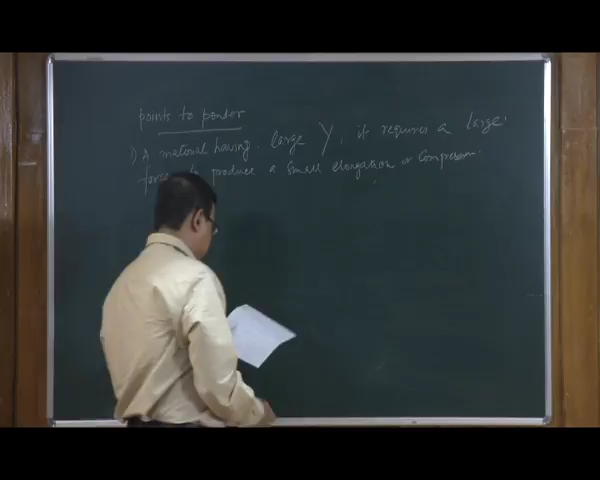 points to ponder
1) A material having large Y, it requires a large
force to produce a small elongation or compression.